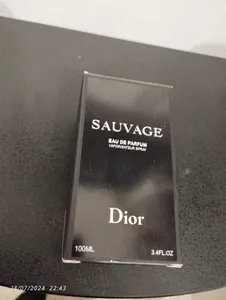 SAUVAGE
EAU DE PARFUM
VAPORISATEUR SPRAY
Dior
100ML 3.4FL.OZ
23/07/2024 22:43